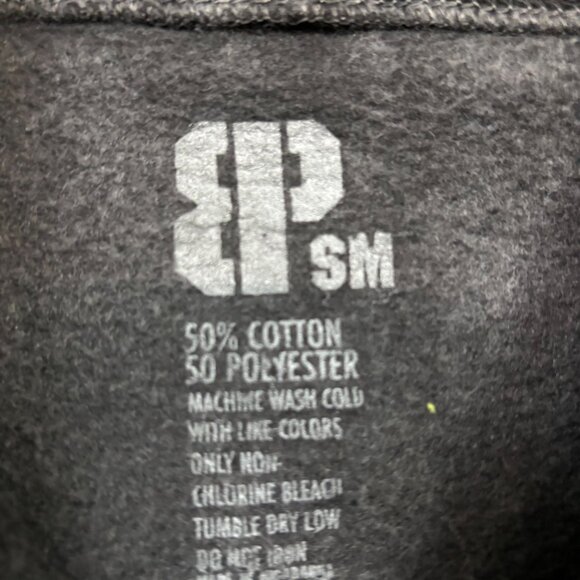 BP
SM
50% COTTON
50 POLYESTER
MACHINE WASH COLD
WITH LIKE COLORS
ONLY NON-
CHLORINE BLEACH
TUMBLE DRY LOW
DO NOT IRON